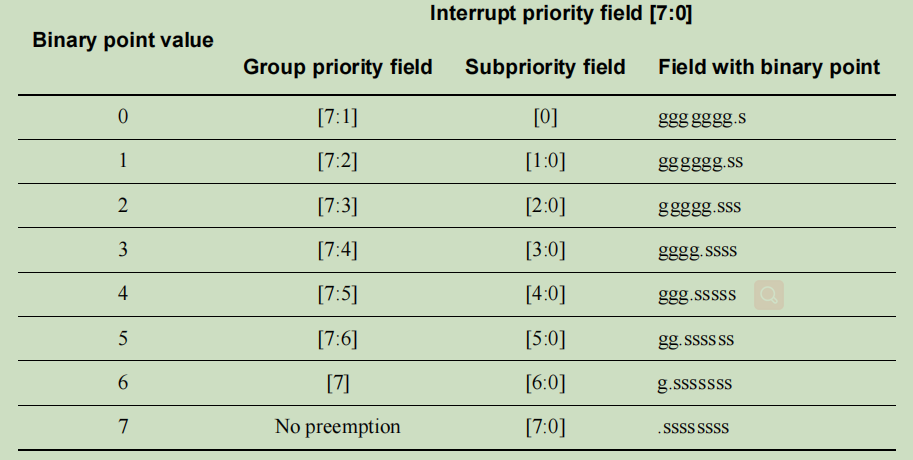 Interrupt priority field [7:0]
Binary point value
Group priority field Subpriority field Field with binary point
0 [7:1] [0] ggggggg.s
1 [7:2] [1:0] gggggg.ss
2 [7:3] [2:0] ggggg.sss
3 [7:4] [3:0] gggg.ssss
4 [7:5] [4:0] ggg.sssss
5 [7:6] [5:0] gg.ssssss
6 [7] [6:0] g.sssssss
7 No preemption [7:0] .ssssssss